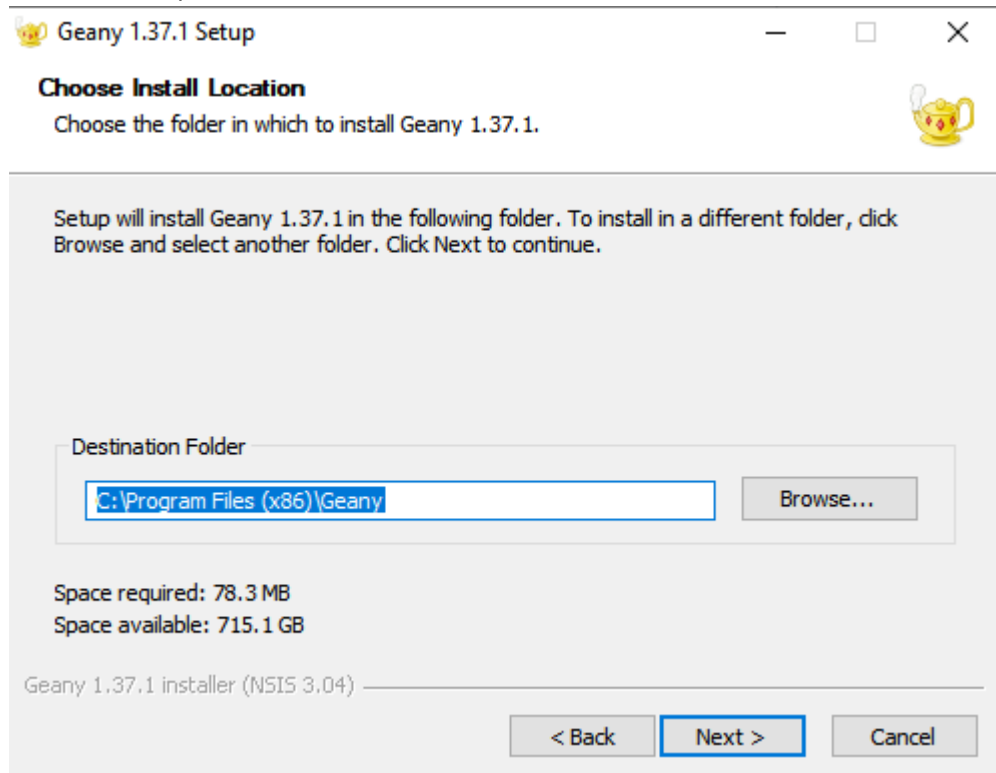 Geany 1.37.1 Setup
Choose Install Location
Choose the folder in which to install Geany 1.37.1.
Setup will install Geany 1.37.1 in the following folder. To install in a different folder, click
Browse and select another folder. Click Next to continue.
Destination Folder
C:\Program Files (x86)\Geany
Browse...
Space required: 78.3 MB
Space available: 715.1 GB
Geany 1.37.1 installer (NSIS 3.04)
< Back
Next >
Cancel